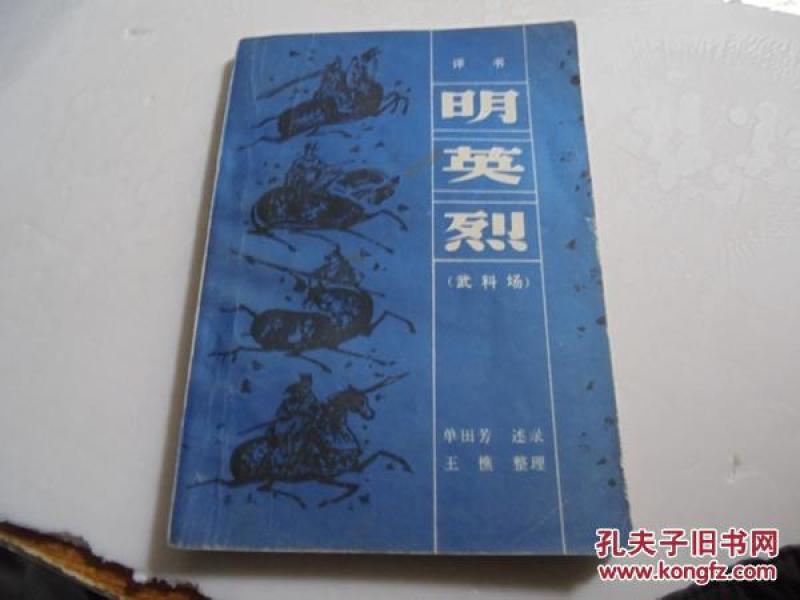 评书
明
英
烈
（武科场）
单田芳 述录
王樵 整理
孔夫子旧书网
www.kongfz.com